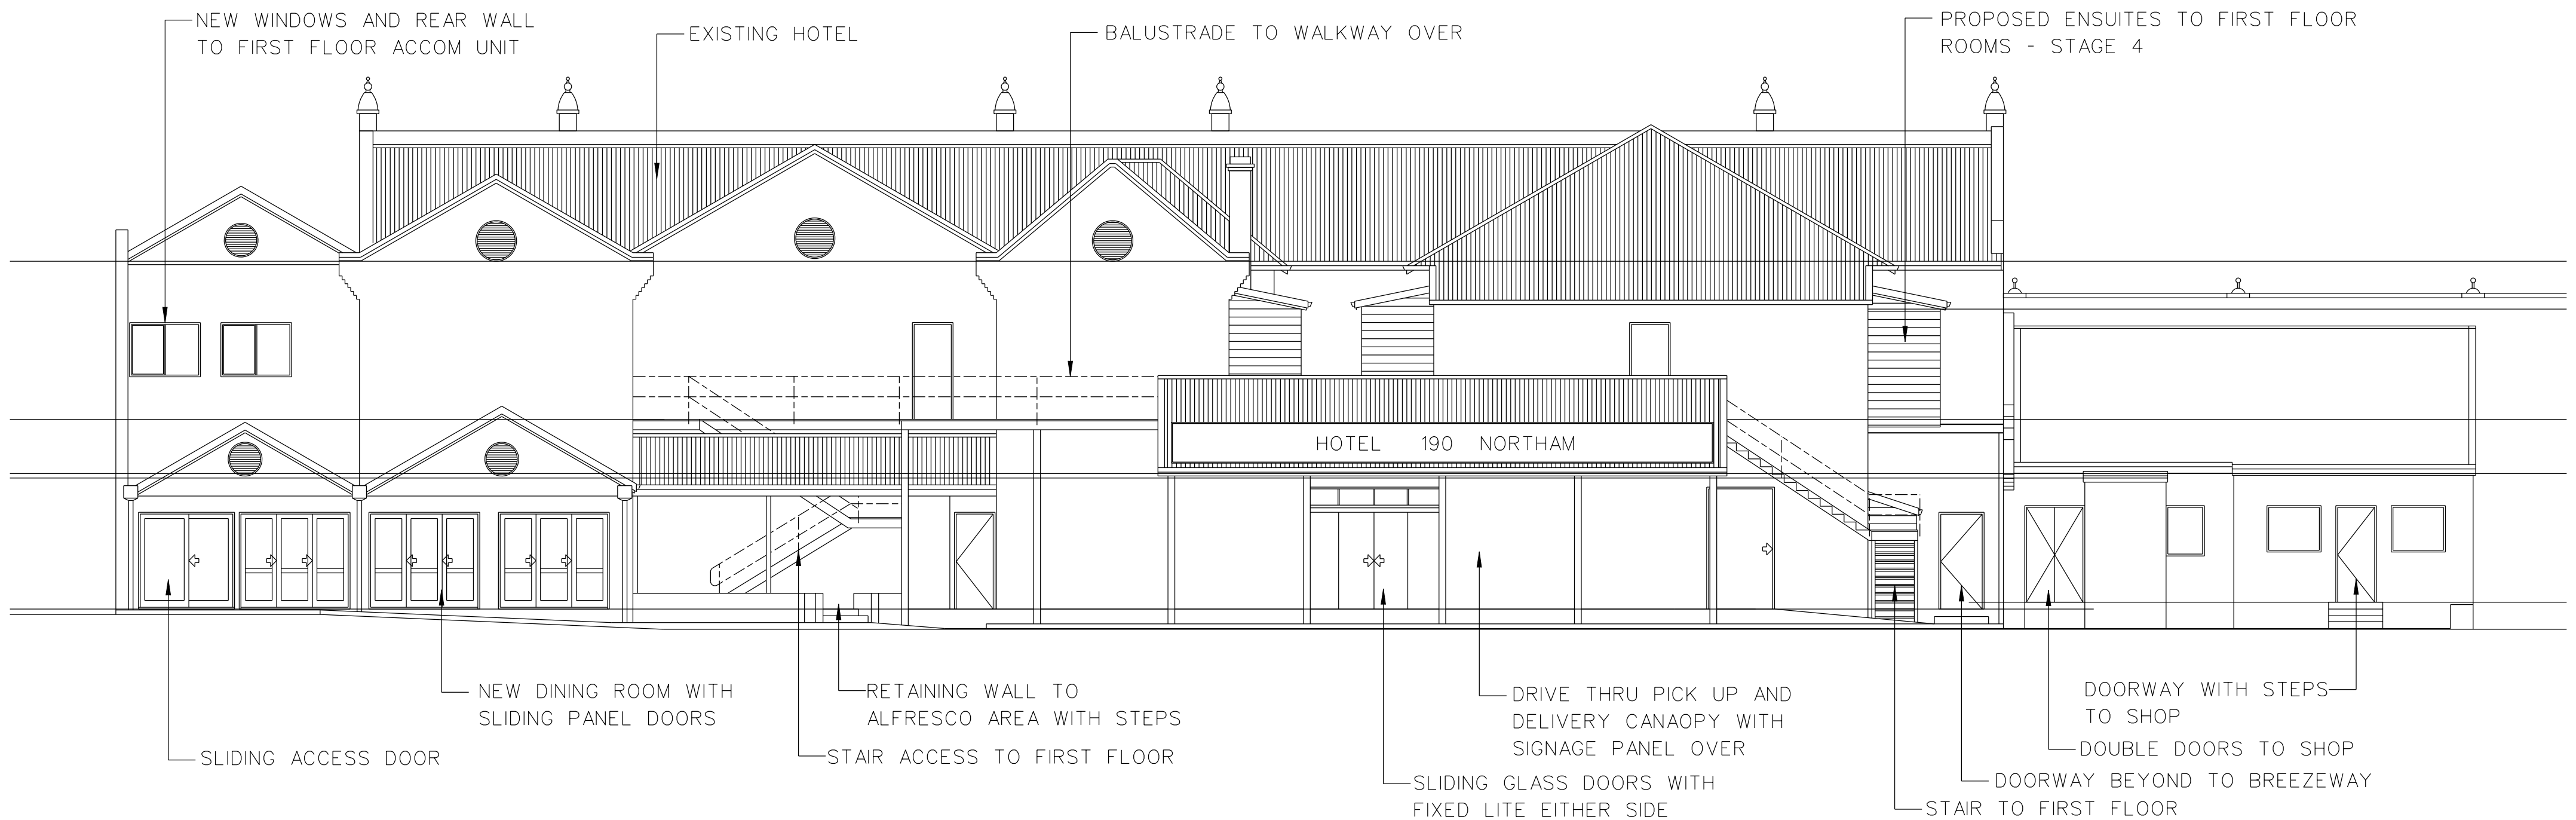 NEW WINDOWS AND REAR WALL
TO FIRST FLOOR ACCOM UNIT
EXISTING HOTEL
BALUSTRADE TO WALKWAY OVER
PROPOSED ENSUITES TO FIRST FLOOR
ROOMS - STAGE 4
HOTEL 190 NORTHAM
NEW DINING ROOM WITH
SLIDING PANEL DOORS
SLIDING ACCESS DOOR
RETAINING WALL TO
ALFRESCO AREA WITH STEPS
STAIR ACCESS TO FIRST FLOOR
DRIVE THRU PICK UP AND
DELIVERY CANAOPY WITH
SIGNAGE PANEL OVER
SLIDING GLASS DOORS WITH
FIXED LITE EITHER SIDE
DOORWAY WITH STEPS
TO SHOP
DOUBLE DOORS TO SHOP
DOORWAY BEYOND TO BREEZEWAY
STAIR TO FIRST FLOOR